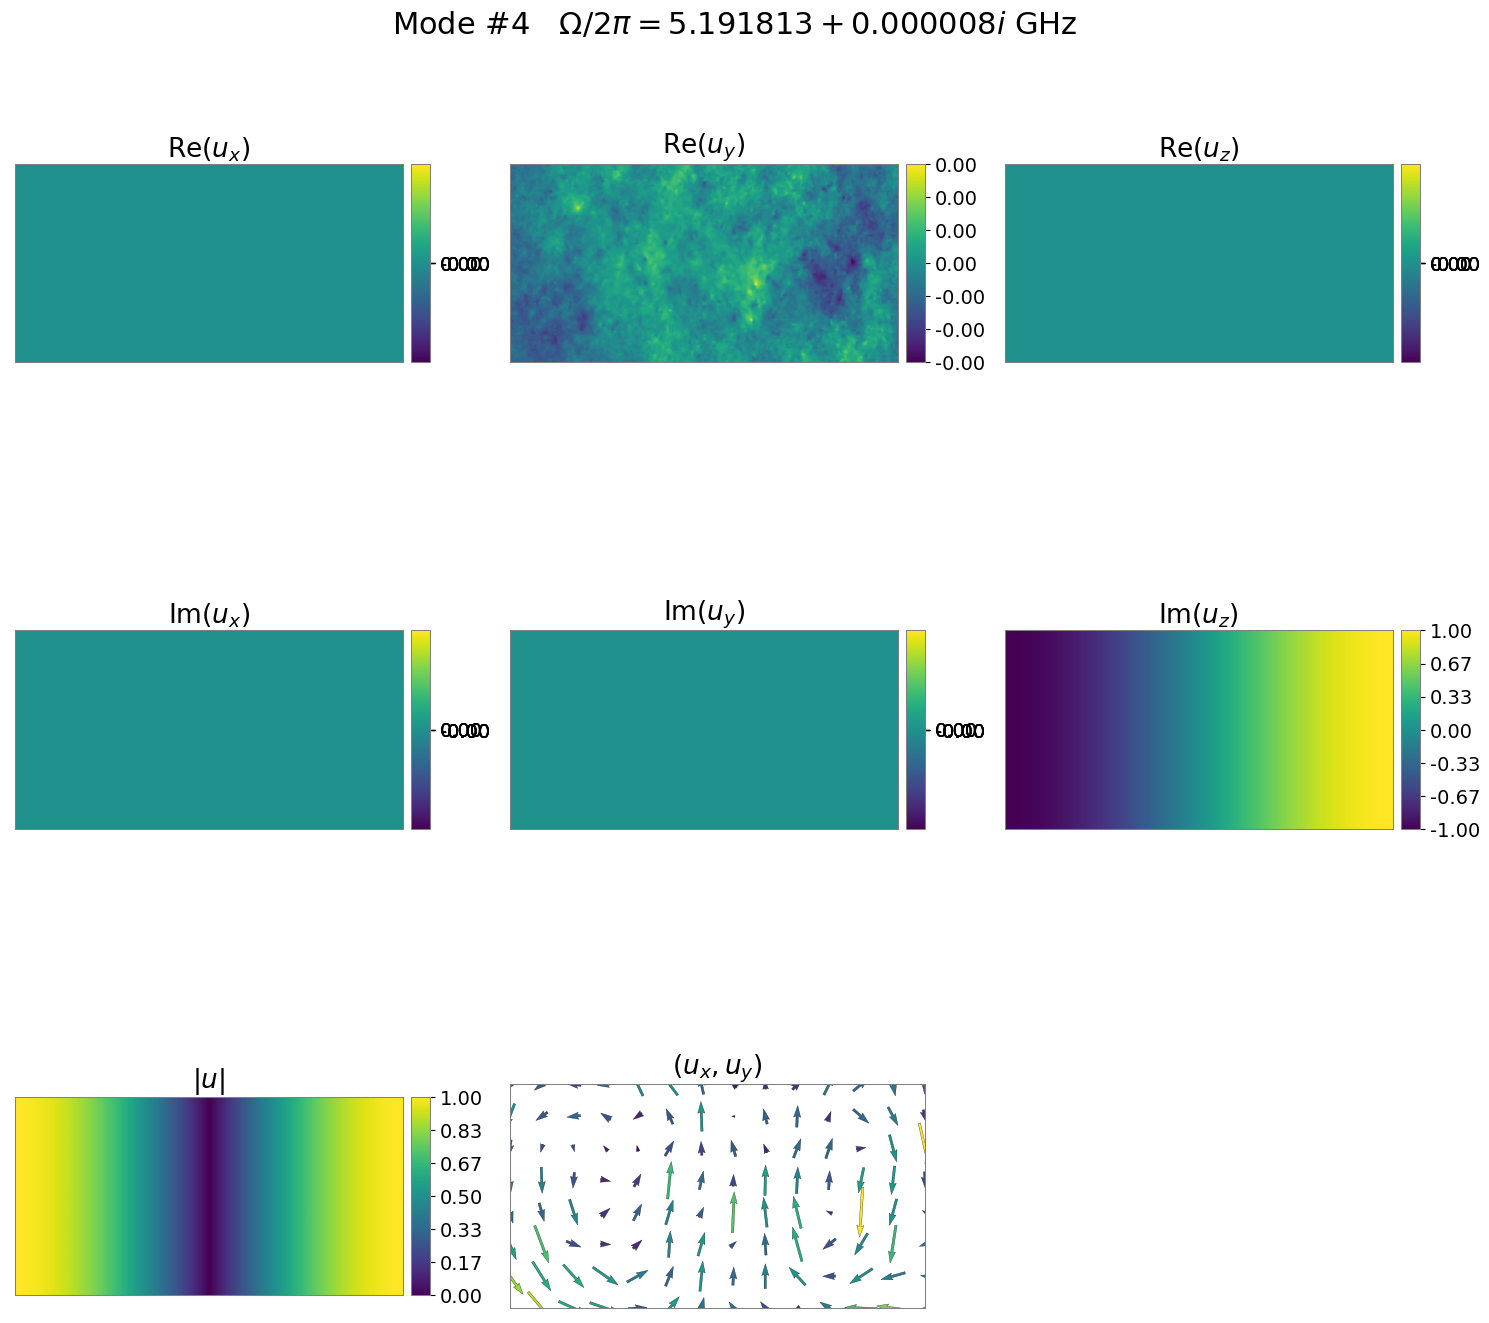 Mode #4 Ω/2π = 5.191813 + 0.000008i GHz
Re(u_x)
Re(u_y)
Re(u_z)
0.00
0.00
0.00
0.00
-0.00
-0.00
-0.00
Im(u_x)
Im(u_y)
Im(u_z)
1.00
0.67
0.33
0.00
-0.33
-0.67
-1.00
|u|
(u_x, u_y)
1.00
0.83
0.67
0.50
0.33
0.17
0.00